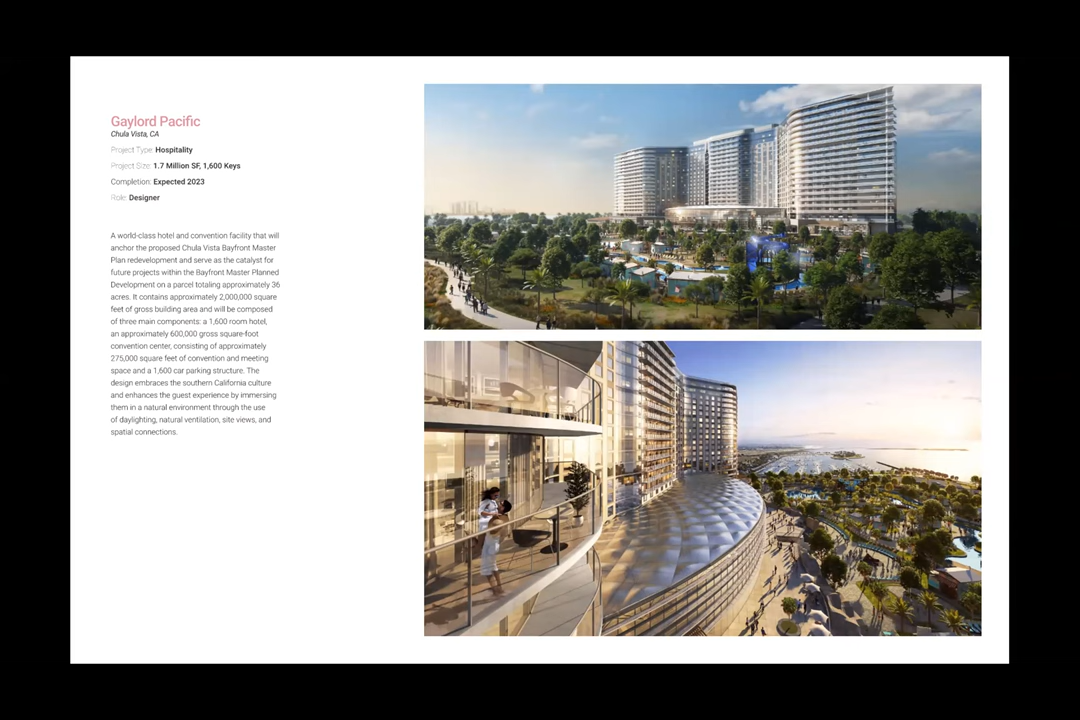 Gaylord Pacific
Chula Vista, CA
Project Type: Hospitality
Project Size: 1.7 Million SF, 1,600 Keys
Completion: Expected 2023
Role: Designer
A world-class hotel and convention facility that will
anchor the proposed Chula Vista Bayfront Master
Plan redevelopment and serve as the catalyst for
future projects within the Bayfront Master Planned
Development on a parcel totaling approximately 36
acres. It contains approximately 2,000,000 square
feet of gross building area and will be composed
of three main components: a 1,600 room hotel,
an approximately 600,000 gross square-foot
convention center, consisting of approximately
275,000 square feet of convention and meeting
space and a 1,600 car parking structure. The
design embraces the southern California culture
and enhances the guest experience by immersing
them in a natural environment through the use
of daylighting, natural ventilation, site views, and
spatial connections.